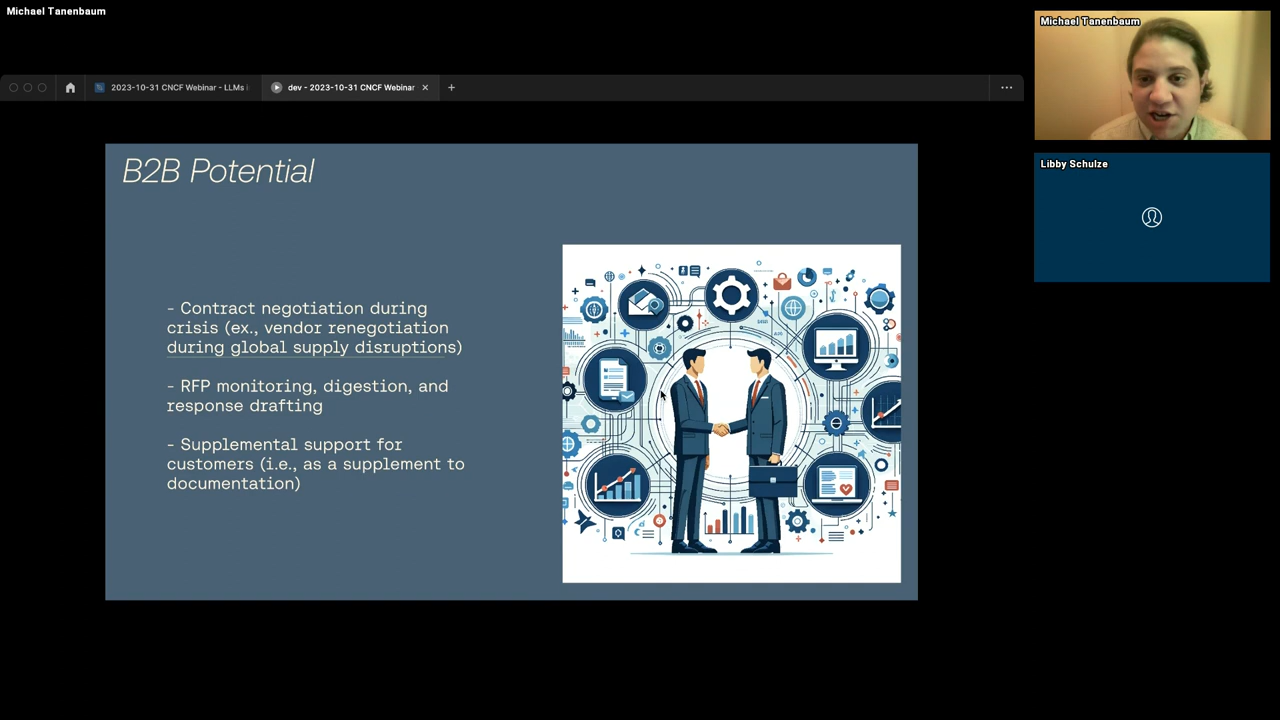 Michael Tanenbaum
2023-10-31 CNCF Webinar - LLMs i
dev - 2023-10-31 CNCF Webinar
B2B Potential
- Contract negotiation during
crisis (ex., vendor renegotiation
during global supply disruptions)
- RFP monitoring, digestion, and
response drafting
- Supplemental support for
customers (i.e., as a supplement to
documentation)
Michael Tanenbaum
Libby Schulze